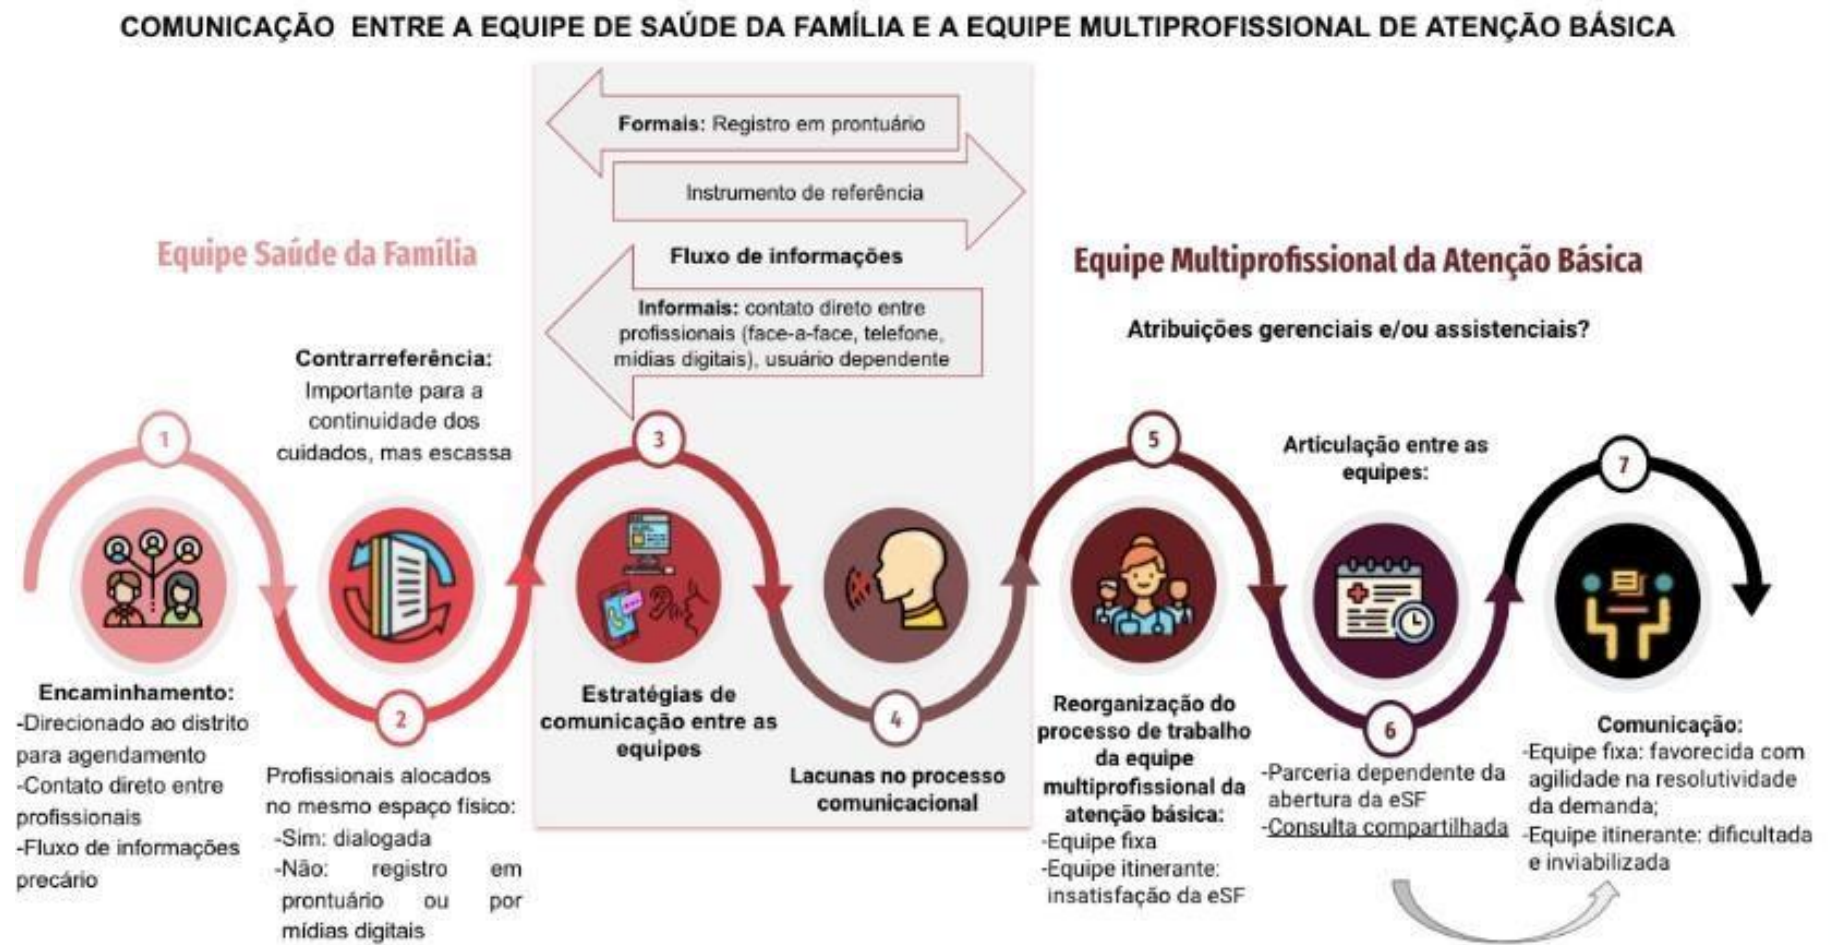 COMUNICAÇÃO ENTRE A EQUIPE DE SAÚDE DA FAMÍLIA E A EQUIPE MULTIPROFISSIONAL DE ATENÇÃO BÁSICA
Formais: Registro em prontuário
Instrumento de referência
Fluxo de informações
Informais: contato direto entre
profissionais (face-a-face, telefone,
mídias digitais), usuário dependente
Equipe Saúde da Família
Equipe Multiprofissional da Atenção Básica
Atribuições gerenciais e/ou assistenciais?
1
Encaminhamento:
-Direcionado ao distrito
para agendamento
-Contato direto entre
profissionais
-Fluxo de informações
precário
Contrarreferência:
Importante para a
continuidade dos
cuidados, mas escassa
2
Profissionais alocados
no mesmo espaço físico:
-Sim: dialogada
-Não: registro em
prontuário ou por
mídias digitais
3
Estratégias de
comunicação entre as
equipes
4
Lacunas no processo
comunicacional
5
Reorganização do
processo de trabalho
da equipe
multiprofissional da
atenção básica:
-Equipe fixa
-Equipe itinerante:
insatisfação da eSF
Articulação entre as
equipes:
6
-Parceria dependente da
abertura da eSF
-Consulta compartilhada
7
Comunicação:
-Equipe fixa: favorecida com
agilidade na resolutividade
da demanda;
-Equipe itinerante: dificultada
e inviabilizada